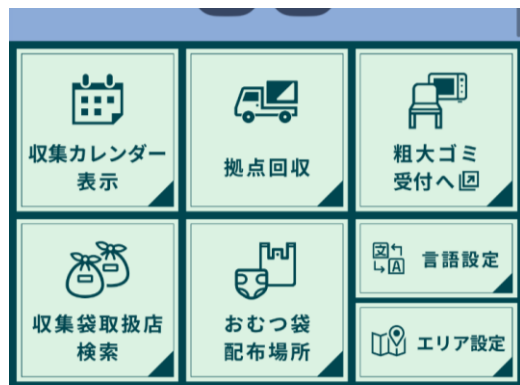 収集カレンダー
表示
拠点回収
粗大ゴミ
受付へ
収集袋取扱店
検索
おむつ袋
配布場所
文
A
言語設定
エリア設定